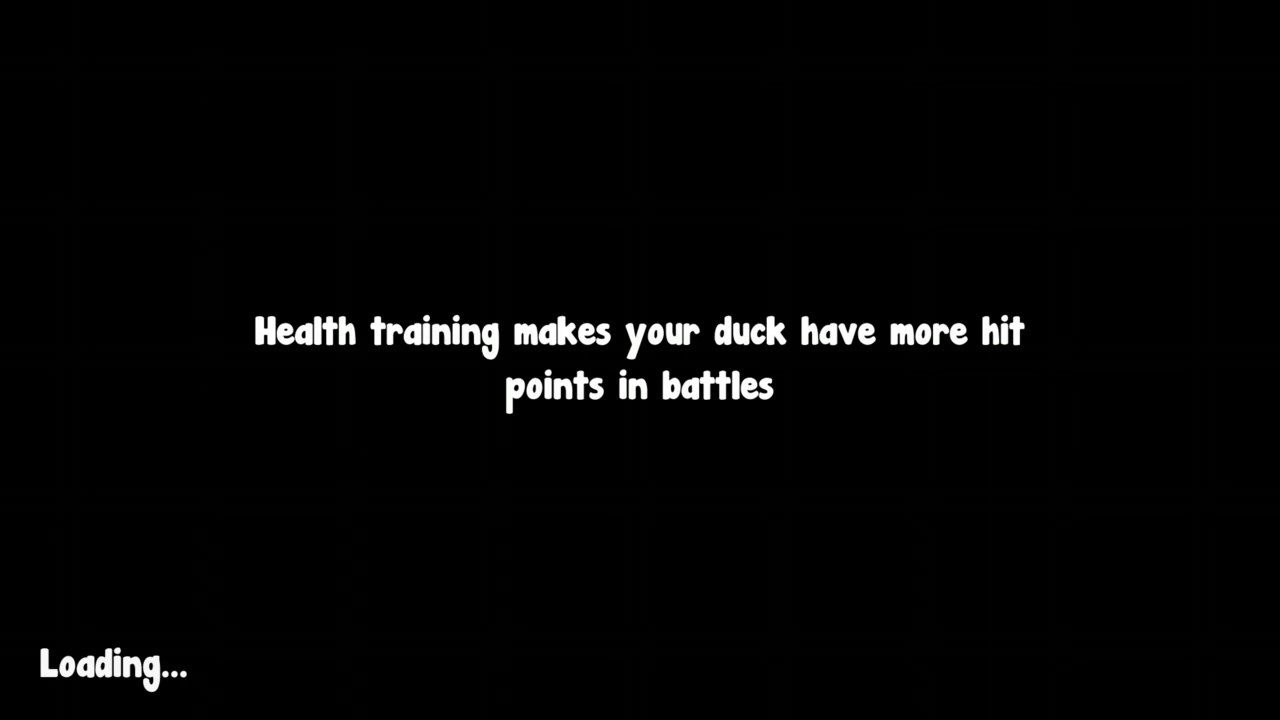 Health training makes your duck have more hit
points in battles
Loading...